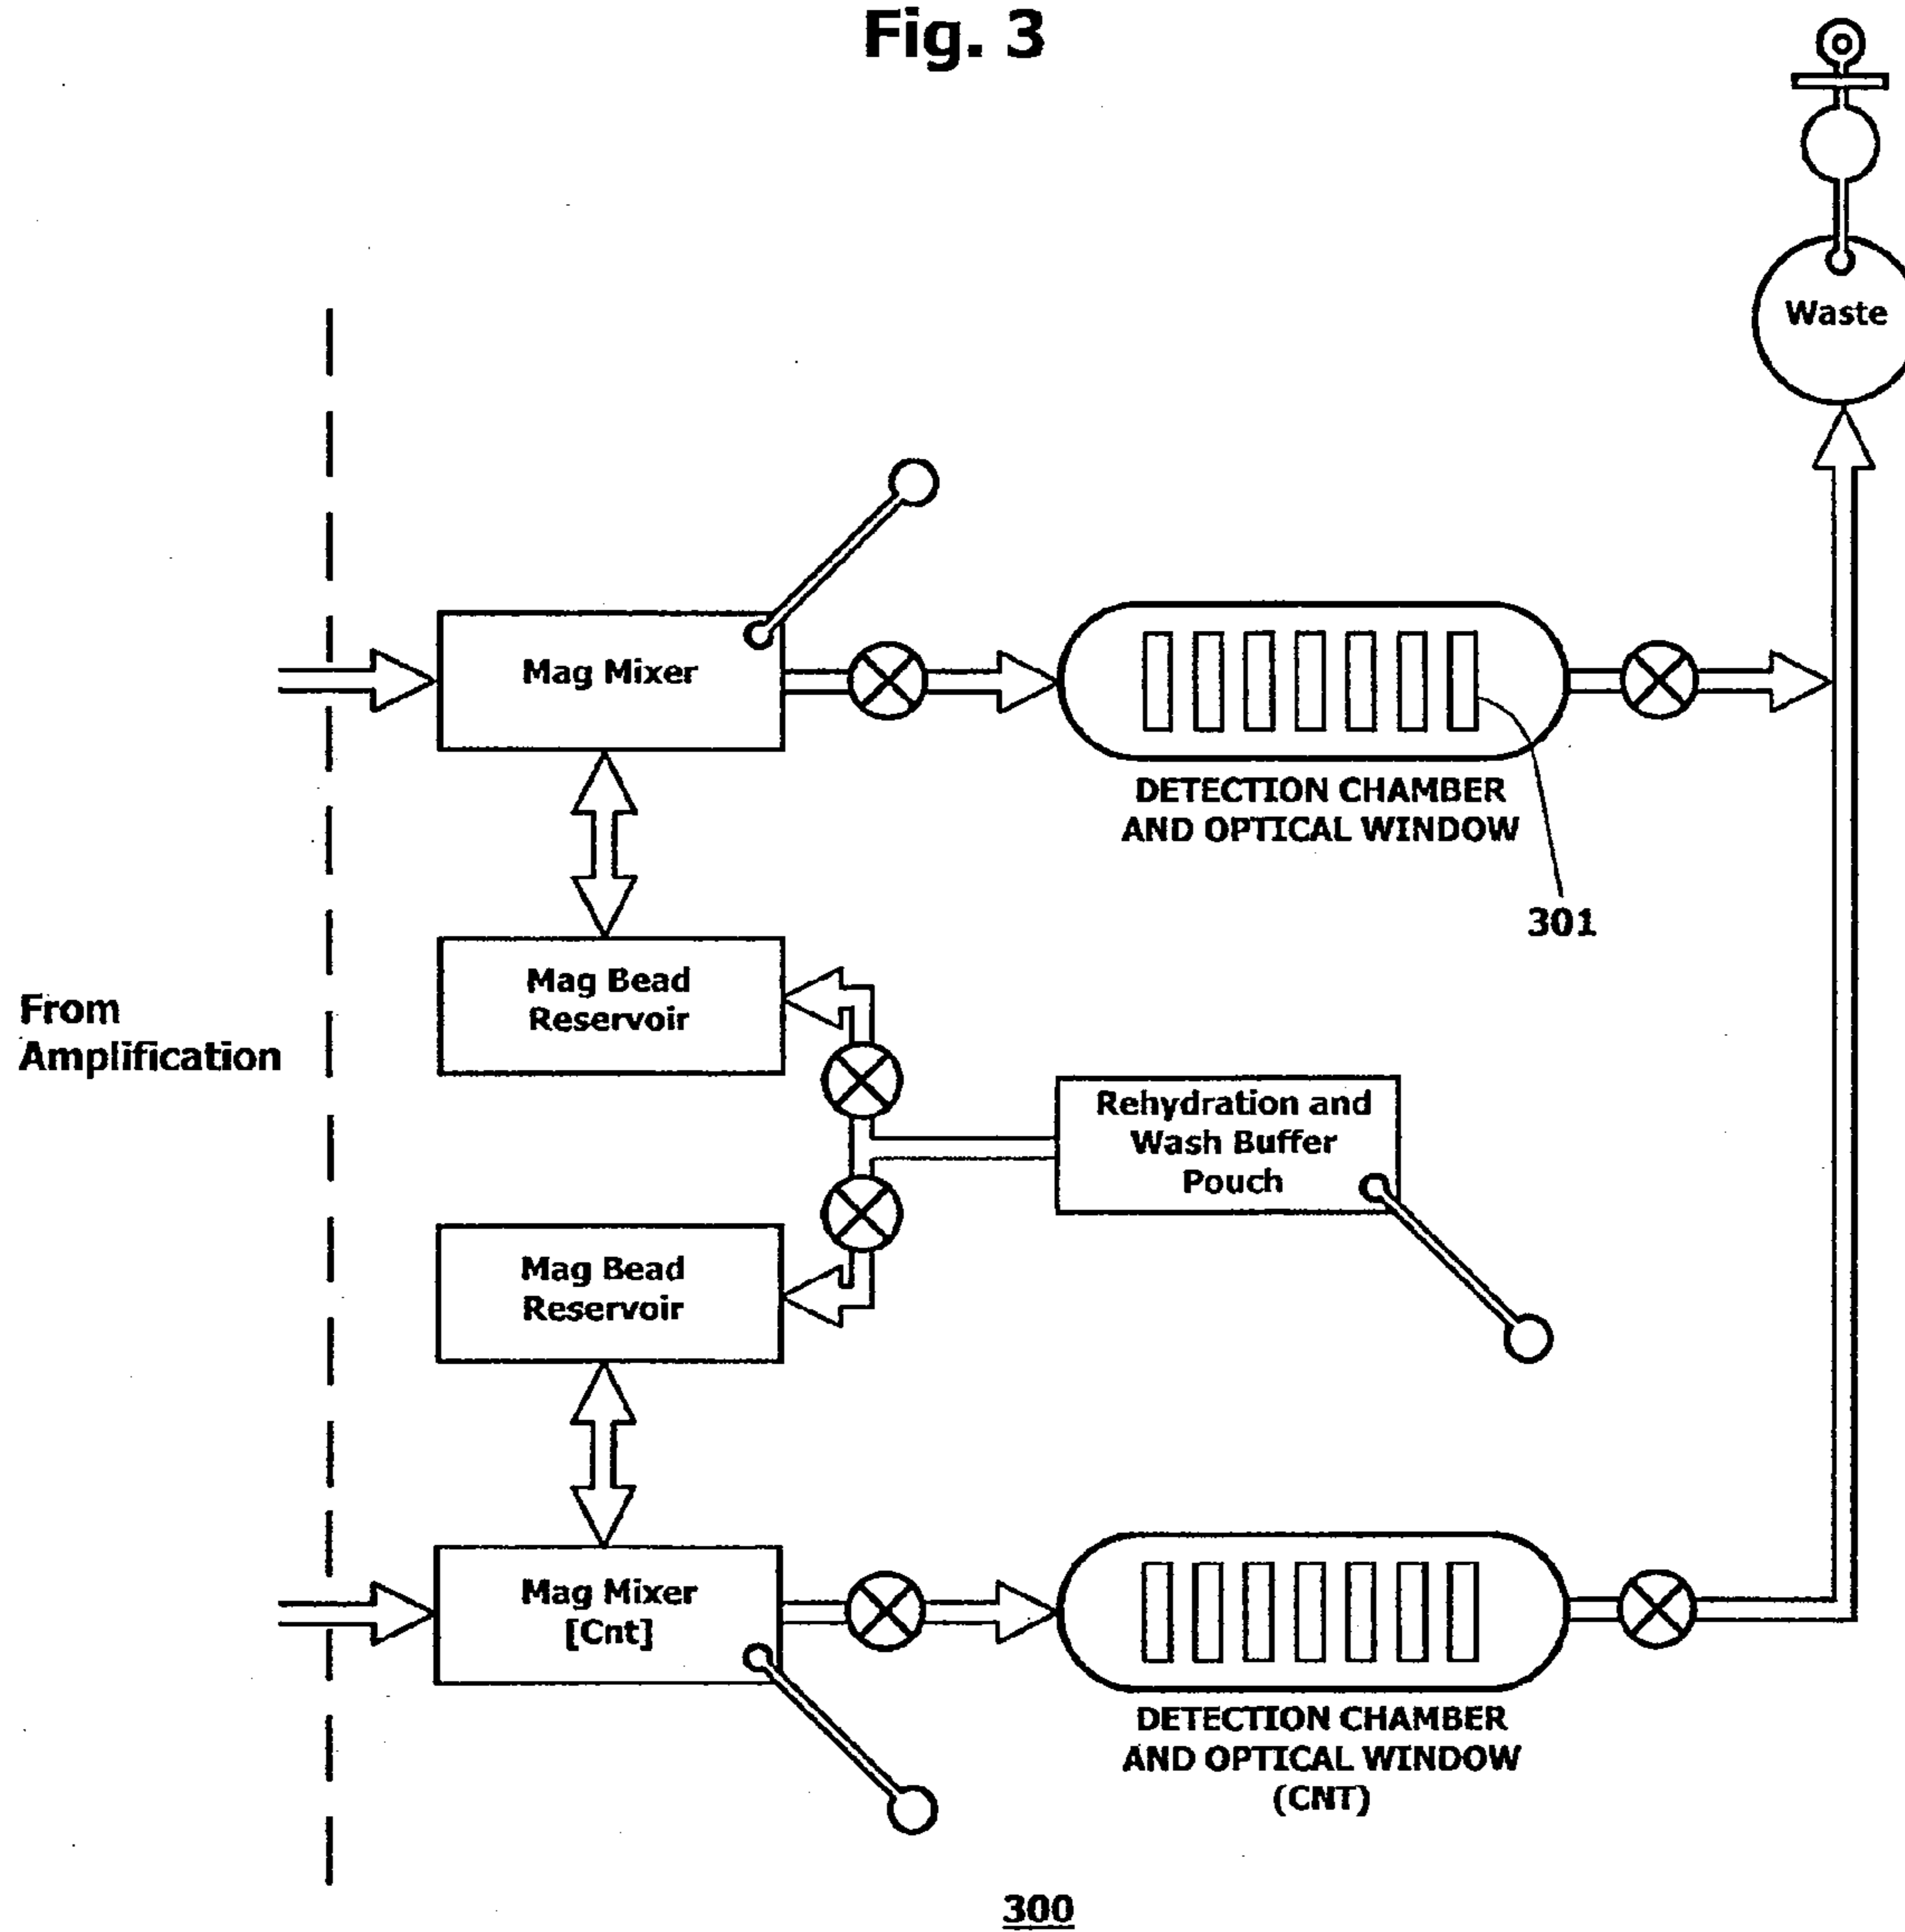 Fig. 3
Waste
Mag Mixer
DETECTION CHAMBER
AND OPTICAL WINDOW
301
Mag Bead
Reservoir
From
Amplification
Rehydration and
Wash Buffer
Pouch
Mag Bead
Reservoir
Mag Mixer
[Cnt]
DETECTION CHAMBER
AND OPTICAL WINDOW
(CNT)
300